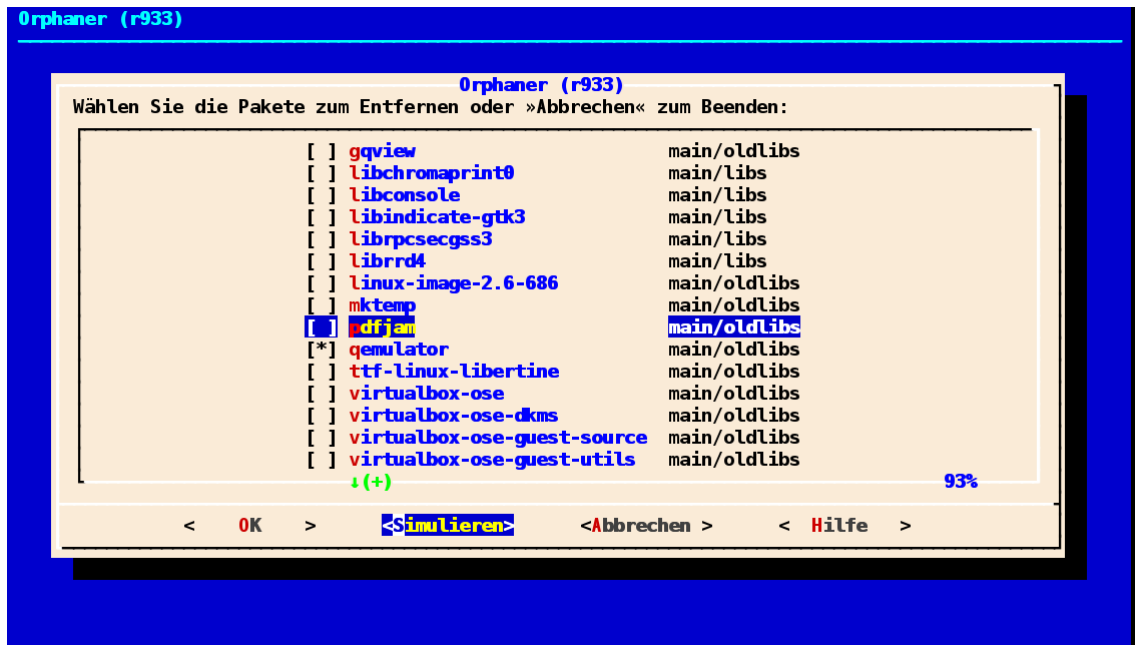 Orphaner (r933)
Orphaner (r933)
Wählen Sie die Pakete zum Entfernen oder »Abbrechen« zum Beenden:
[ ] gqview main/oldlibs
[ ] libchromaprint0 main/libs
[ ] libconsole main/libs
[ ] libindicate-gtk3 main/libs
[ ] librpcsecgss3 main/libs
[ ] librrd4 main/libs
[ ] linux-image-2.6-686 main/oldlibs
[ ] mktemp main/oldlibs
[ ] pdfjam main/oldlibs
[*] qemulator main/oldlibs
[ ] ttf-linux-libertine main/oldlibs
[ ] virtualbox-ose main/oldlibs
[ ] virtualbox-ose-dkms main/oldlibs
[ ] virtualbox-ose-guest-source main/oldlibs
[ ] virtualbox-ose-guest-utils main/oldlibs
↓(+) 93%
< OK > <Simulieren> <Abbrechen > < Hilfe >